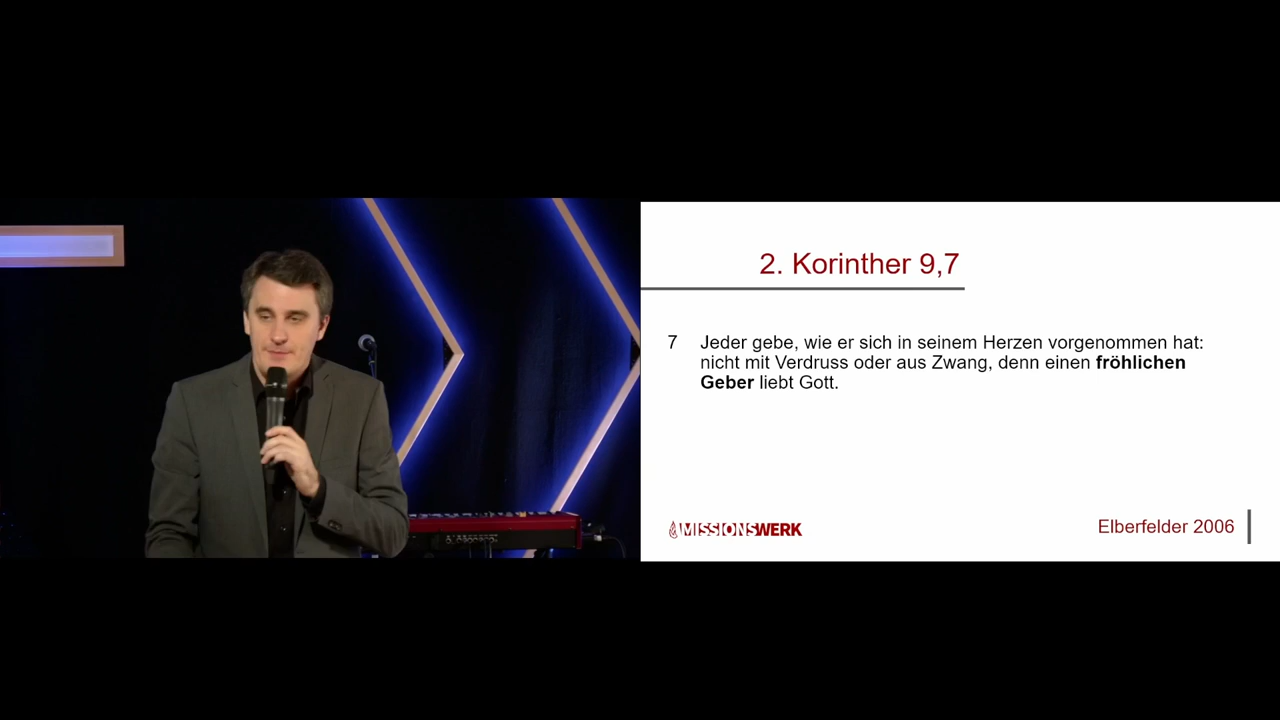 2. Korinther 9,7
7 Jeder gebe, wie er sich in seinem Herzen vorgenommen hat:
nicht mit Verdruss oder aus Zwang, denn einen fröhlichen
Geber liebt Gott.
MISSIONSWERK
Elberfelder 2006